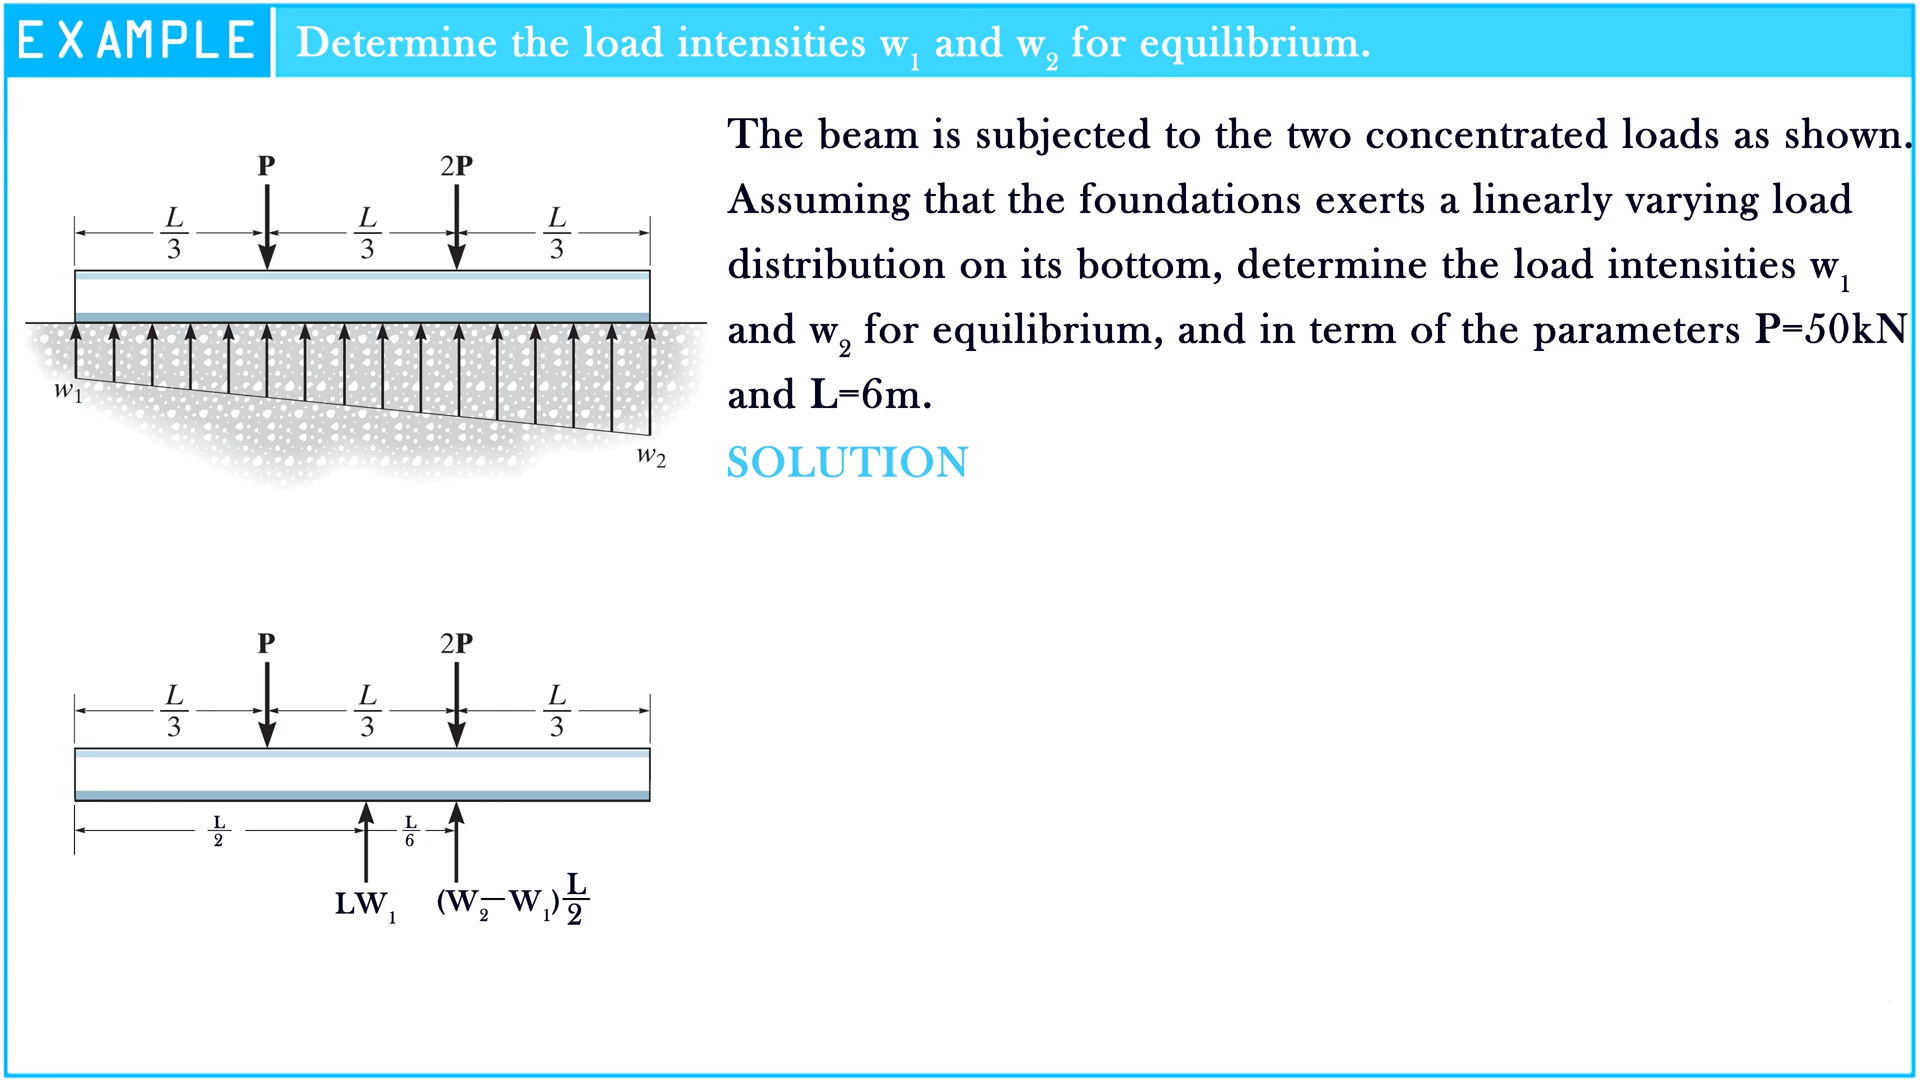 EXAMPLE
Determine the load intensities w₁ and w₂ for equilibrium.
The beam is subjected to the two concentrated loads as shown.
Assuming that the foundations exerts a linearly varying load
distribution on its bottom, determine the load intensities w₁
and w₂ for equilibrium, and in term of the parameters P=50kN
and L=6m.
SOLUTION
P 2P
L/3 L/3 L/3
w₁
w₂
P 2P
L/3 L/3 L/3
L/2 L/6
LW₁ (W₂−W₁)L/2